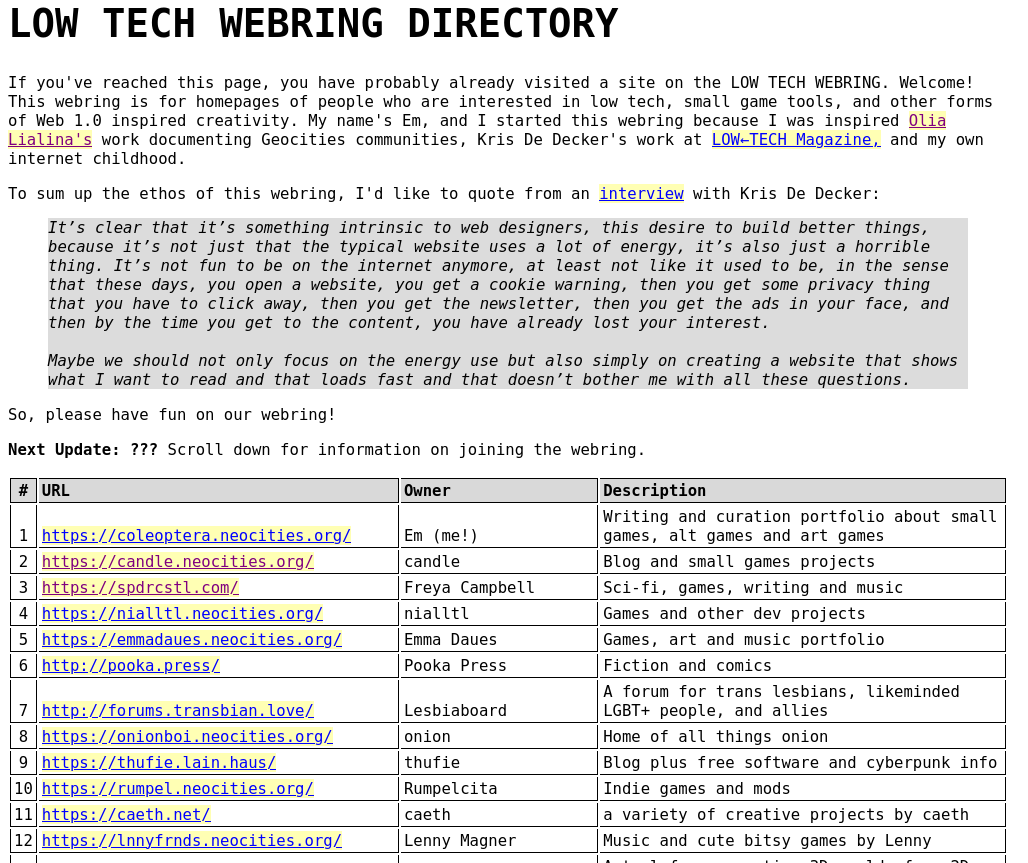 LOW TECH WEBRING DIRECTORY
If you've reached this page, you have probably already visited a site on the LOW TECH WEBRING. Welcome!
This webring is for homepages of people who are interested in low tech, small game tools, and other forms
of Web 1.0 inspired creativity. My name's Em, and I started this webring because I was inspired Olia
Lialina's work documenting Geocities communities, Kris De Decker's work at LOW←TECH Magazine, and my own
internet childhood.
To sum up the ethos of this webring, I'd like to quote from an interview with Kris De Decker:
It’s clear that it’s something intrinsic to web designers, this desire to build better things,
because it’s not just that the typical website uses a lot of energy, it’s also just a horrible
thing. It’s not fun to be on the internet anymore, at least not like it used to be, in the sense
that these days, you open a website, you get a cookie warning, then you get some privacy thing
that you have to click away, then you get the newsletter, then you get the ads in your face, and
then by the time you get to the content, you have already lost your interest.
Maybe we should not only focus on the energy use but also simply on creating a website that shows
what I want to read and that loads fast and that doesn’t bother me with all these questions.
So, please have fun on our webring!
Next Update: ??? Scroll down for information on joining the webring.
# URL Owner Description
1 https://coleoptera.neocities.org/ Em (me!) Writing and curation portfolio about small
games, alt games and art games
2 https://candle.neocities.org/ candle Blog and small games projects
3 https://spdrcstl.com/ Freya Campbell Sci-fi, games, writing and music
4 https://nialltl.neocities.org/ nialltl Games and other dev projects
5 https://emmadaues.neocities.org/ Emma Daues Games, art and music portfolio
6 http://pooka.press/ Pooka Press Fiction and comics
7 http://forums.transbian.love/ Lesbiaboard A forum for trans lesbians, likeminded
LGBT+ people, and allies
8 https://onionboi.neocities.org/ onion Home of all things onion
9 https://thufie.lain.haus/ thufie Blog plus free software and cyberpunk info
10 https://rumpel.neocities.org/ Rumpelcita Indie games and mods
11 https://caeth.net/ caeth a variety of creative projects by caeth
12 https://lnnyfrnds.neocities.org/ Lenny Magner Music and cute bitsy games by Lenny